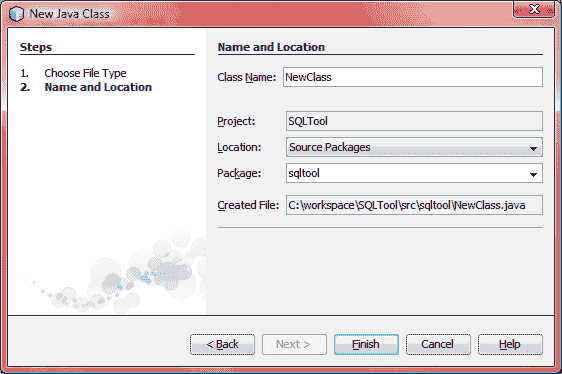 New Java Class
Steps
1. Choose File Type
2. Name and Location
Name and Location
Class Name: NewClass
Project: SQLTool
Location: Source Packages
Package: sqltool
Created File: C:\workspace\SQLTool\src\sqltool\NewClass.java
< Back Next > Finish Cancel Help